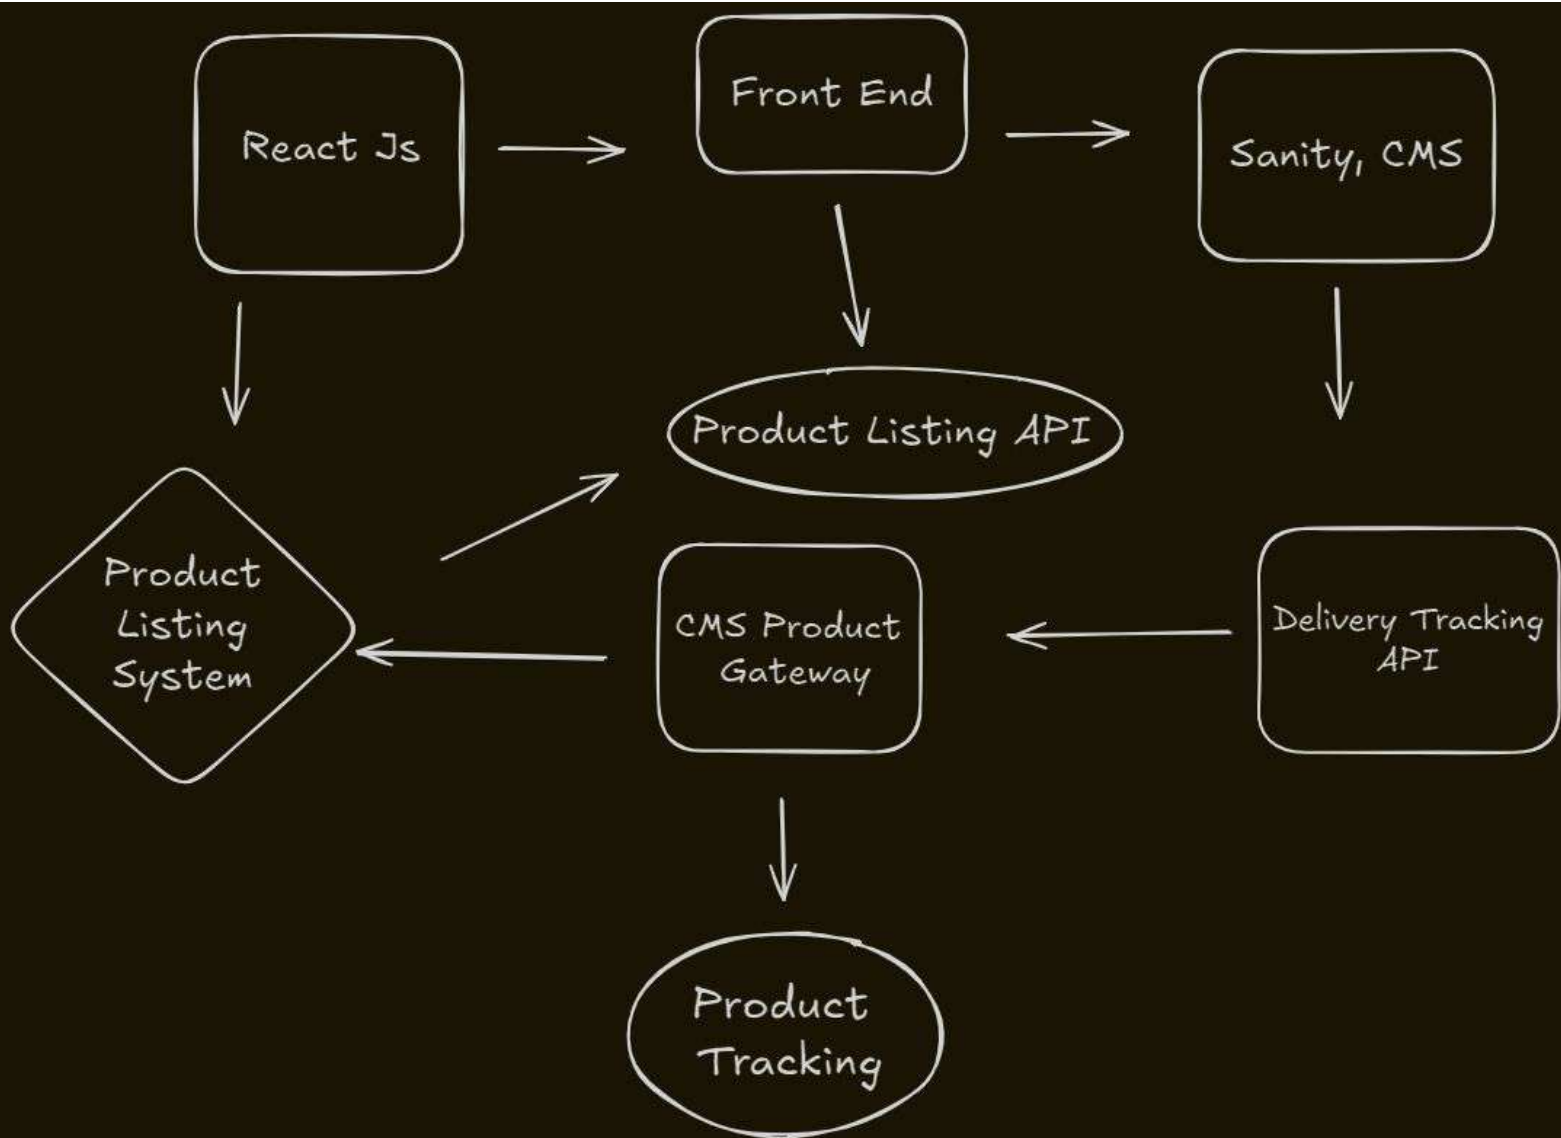 React Js
Front End
Sanity, CMS
Product Listing API
Product
Listing
System
CMS Product
Gateway
Delivery Tracking
API
Product
Tracking